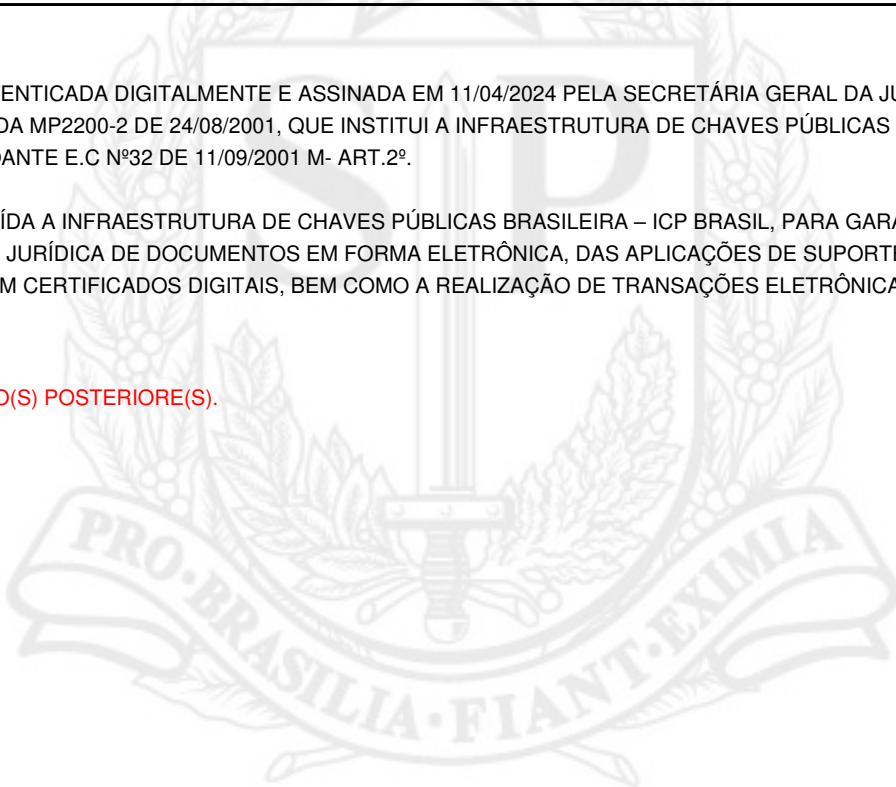 ENTICADA DIGITALMENTE E ASSINADA EM 11/04/2024 PELA SECRETÁRIA GERAL DA JU
DA MP2200-2 DE 24/08/2001, QUE INSTITUI A INFRAESTRUTURA DE CHAVES PÚBLICAS
DANTE E.C Nº32 DE 11/09/2001 M- ART.2º.
ÍDA A INFRAESTRUTURA DE CHAVES PÚBLICAS BRASILEIRA – ICP BRASIL, PARA GARA
JURÍDICA DE DOCUMENTOS EM FORMA ELETRÔNICA, DAS APLICAÇÕES DE SUPORTE
M CERTIFICADOS DIGITAIS, BEM COMO A REALIZAÇÃO DE TRANSAÇÕES ELETRÔNICA
O(S) POSTERIORE(S).
SP
PRO·BRASILIA·FIANT·EXIMIA